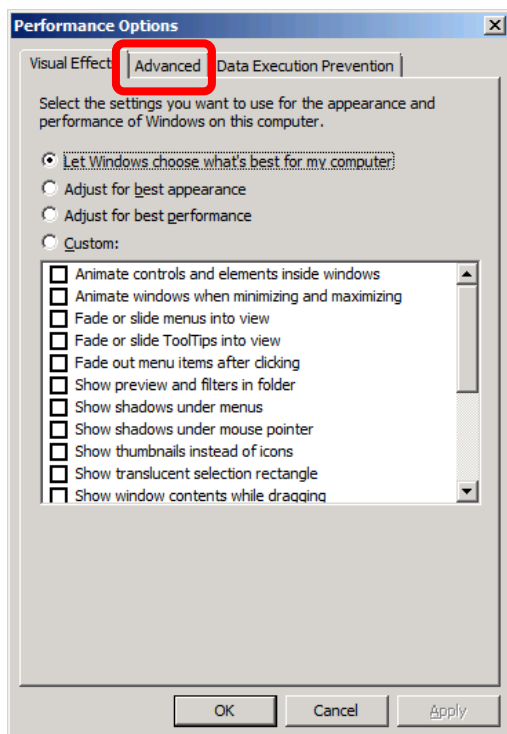 Performance Options
Visual Effect Advanced Data Execution Prevention
Select the settings you want to use for the appearance and
performance of Windows on this computer.
Let Windows choose what's best for my computer
Adjust for best appearance
Adjust for best performance
Custom:
Animate controls and elements inside windows
Animate windows when minimizing and maximizing
Fade or slide menus into view
Fade or slide ToolTips into view
Fade out menu items after clicking
Show preview and filters in folder
Show shadows under menus
Show shadows under mouse pointer
Show thumbnails instead of icons
Show translucent selection rectangle
Show window contents while dragging
OK Cancel Apply